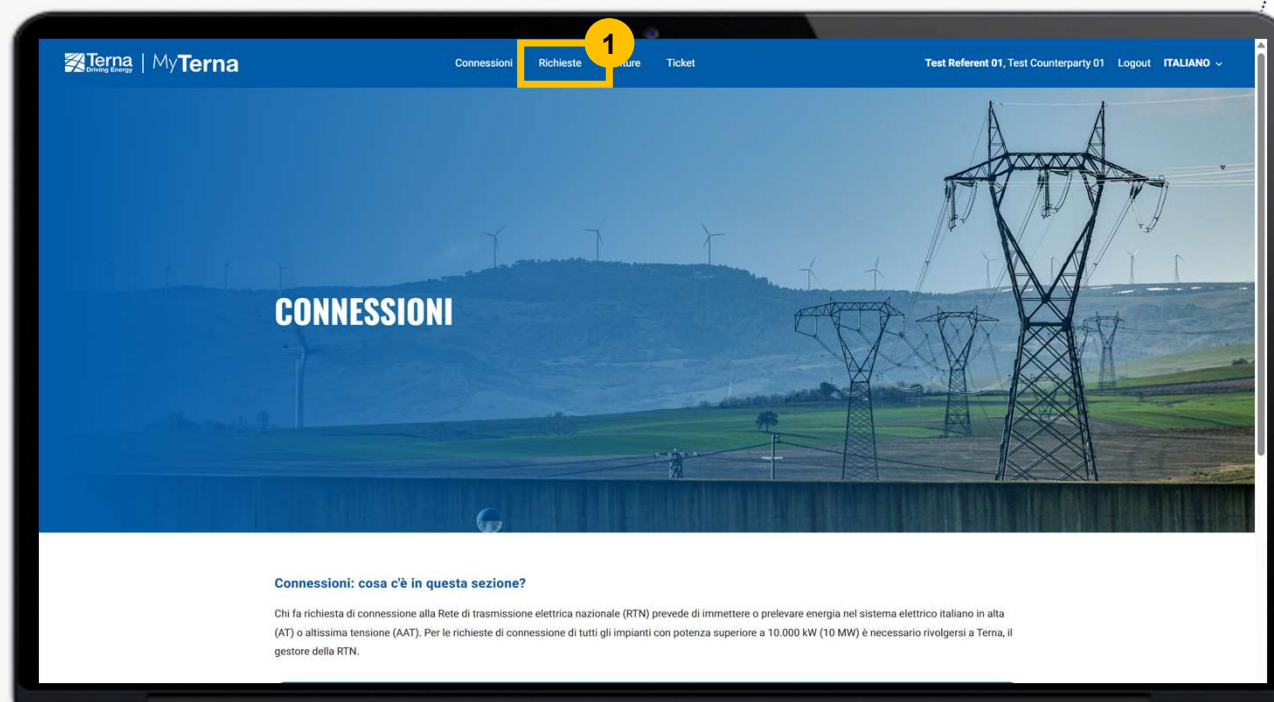 Terna | MyTerna
Driving Energy
Connessioni Richieste ture Ticket
1
Test Referent 01, Test Counterparty 01 Logout ITALIANO
CONNESSIONI
Connessioni: cosa c'è in questa sezione?
Chi fa richiesta di connessione alla Rete di trasmissione elettrica nazionale (RTN) prevede di immettere o prelevare energia nel sistema elettrico italiano in alta
(AT) o altissima tensione (AAT). Per le richieste di connessione di tutti gli impianti con potenza superiore a 10.000 kW (10 MW) è necessario rivolgersi a Terna, il
gestore della RTN.